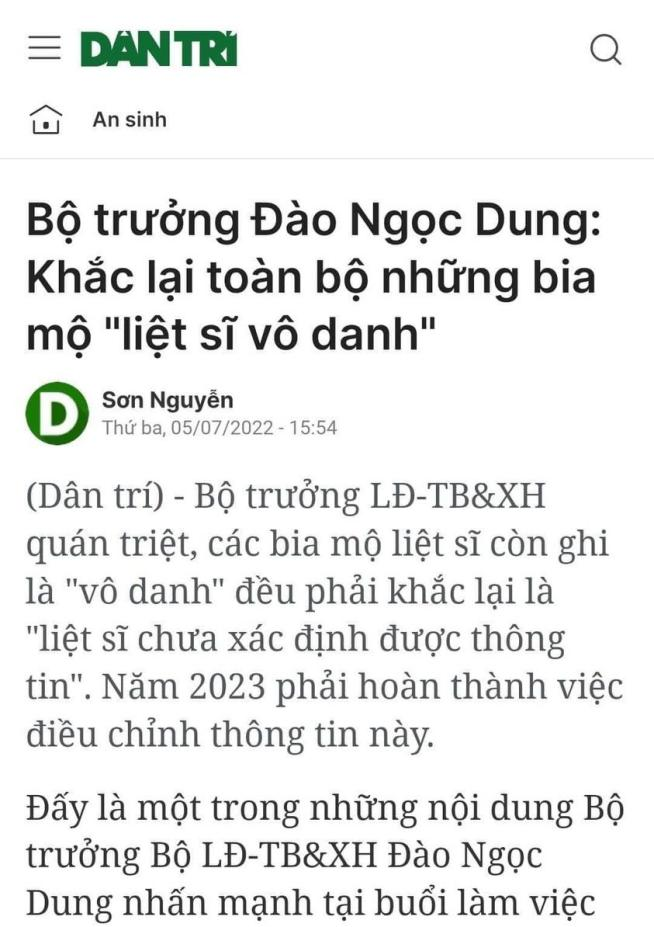 DÂN TRÍ
An sinh
Bộ trưởng Đào Ngọc Dung:
Khắc lại toàn bộ những bia
mộ "liệt sĩ vô danh"
D
Sơn Nguyễn
Thứ ba, 05/07/2022 - 15:54
(Dân trí) - Bộ trưởng LĐ-TB&XH
quán triệt, các bia mộ liệt sĩ còn ghi
là "vô danh" đều phải khắc lại là
"liệt sĩ chưa xác định được thông
tin". Năm 2023 phải hoàn thành việc
điều chỉnh thông tin này.
Đấy là một trong những nội dung Bộ
trưởng Bộ LĐ-TB&XH Đào Ngọc
Dung nhấn mạnh tại buổi làm việc